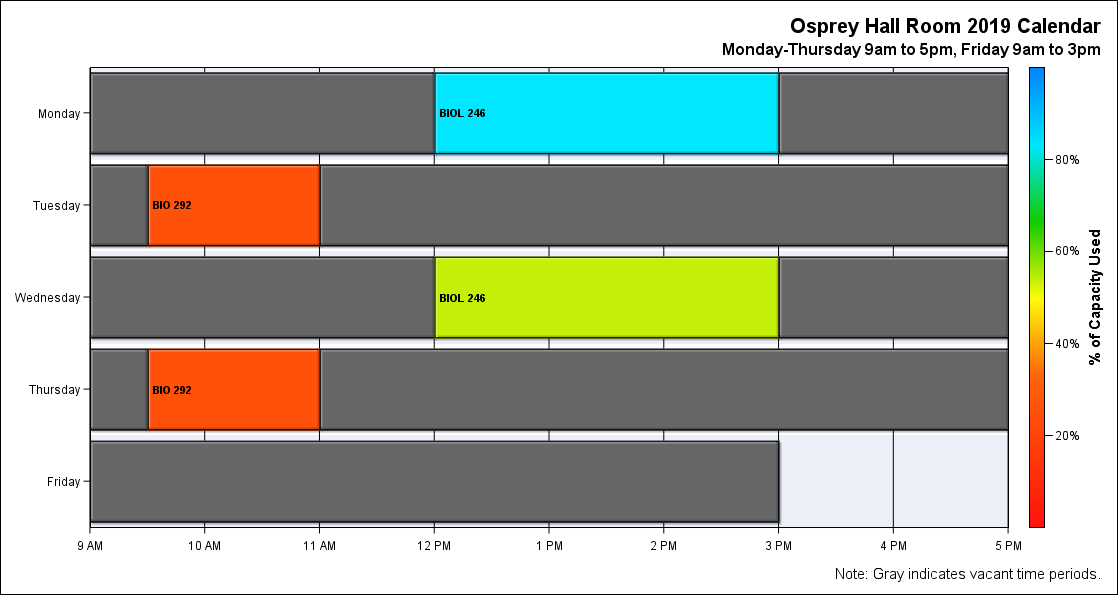 Osprey Hall Room 2019 Calendar
Monday-Thursday 9am to 5pm, Friday 9am to 3pm
Monday
BIOL 246
Tuesday
BIO 292
Wednesday
BIOL 246
Thursday
BIO 292
Friday
9 AM 10 AM 11 AM 12 PM 1 PM 2 PM 3 PM 4 PM 5 PM
80%
60%
40%
20%
% of Capacity Used
Note: Gray indicates vacant time periods.